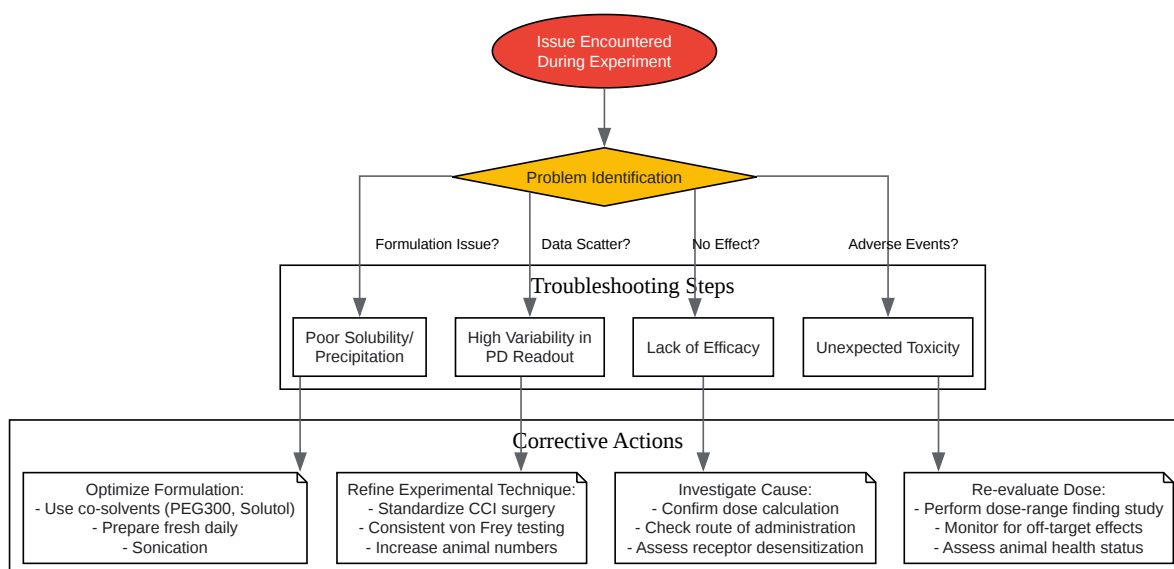 Issue Encountered
During Experiment
Problem Identification
Formulation Issue?
Data Scatter?
No Effect?
Adverse Events?
Troubleshooting Steps
Poor Solubility/
Precipitation
High Variability in
PD Readout
Lack of Efficacy
Unexpected Toxicity
Corrective Actions
Optimize Formulation:
- Use co-solvents (PEG300, Solutol)
- Prepare fresh daily
- Sonication
Refine Experimental Technique:
- Standardize CCI surgery
- Consistent von Frey testing
- Increase animal numbers
Investigate Cause:
- Confirm dose calculation
- Check route of administration
- Assess receptor desensitization
Re-evaluate Dose:
- Perform dose-range finding study
- Monitor for off-target effects
- Assess animal health status